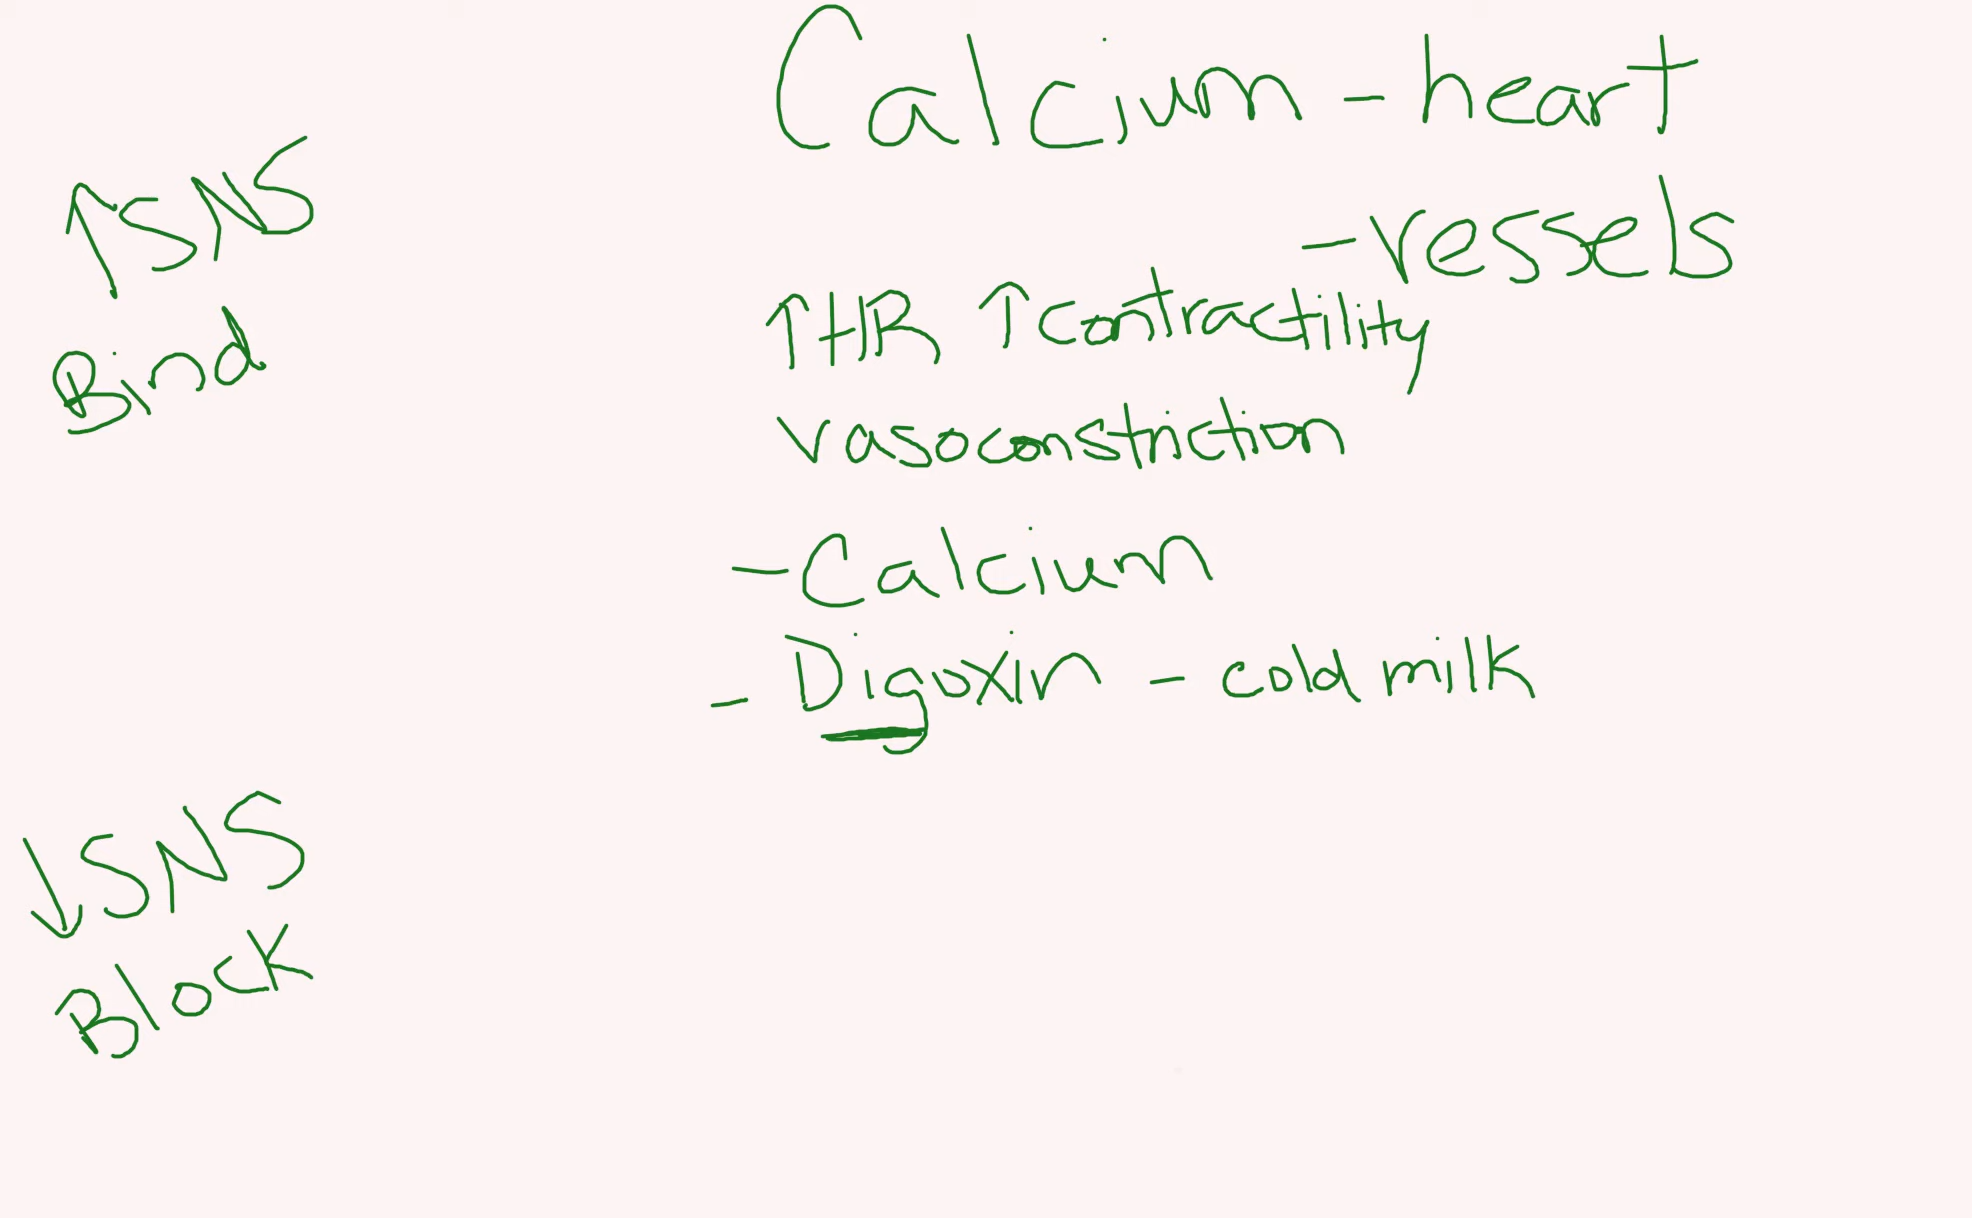 Calcium - heart
- vessels
↑SNS
Bind
↑HR ↑contractility
vasoconstriction
- Calcium
- Digoxin - cold milk
↓SNS
Block